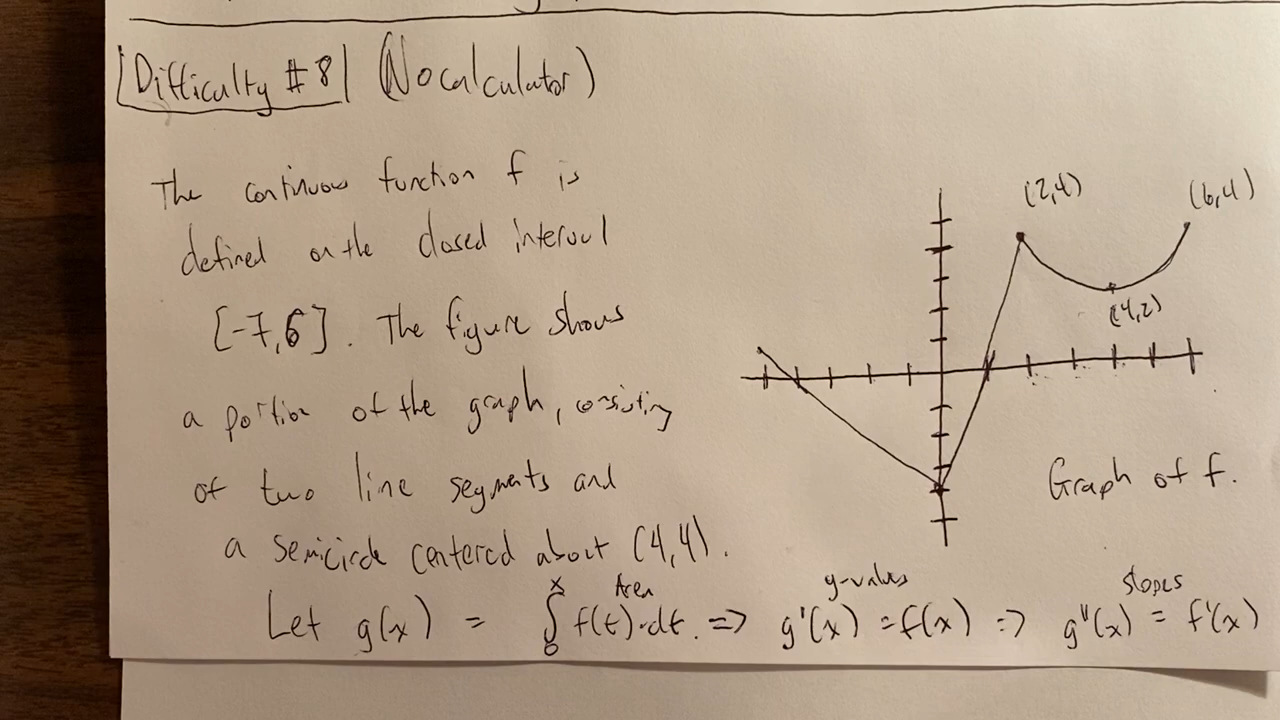 Difficulty #8 (No calculator)
The continuous function f is
defined on the closed interval
[-7,6]. The figure shows
a portion of the graph, consisting
of two line segments and
a semicircle centered about (4,4).
(2,4)
(6,4)
(4,2)
Graph of f.
Area
y-values
slopes
Let g(x) = ∫₀ˣ f(t)·dt. => g'(x) = f(x) => g"(x) = f'(x)